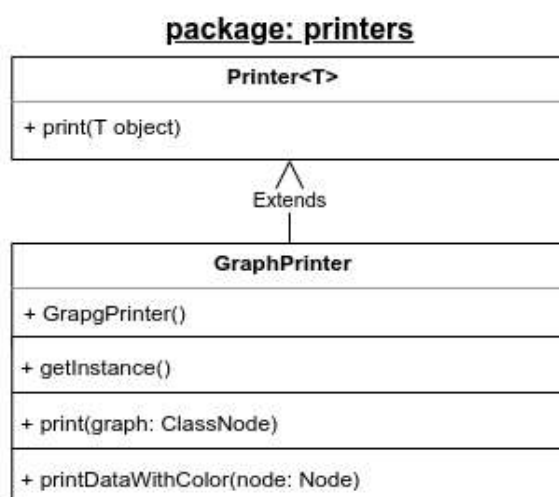 package: printers
Printer<T>
+ print(T object)
Extends
GraphPrinter
+ GrapgPrinter()
+ getInstance()
+ print(graph: ClassNode)
+ printDataWithColor(node: Node)